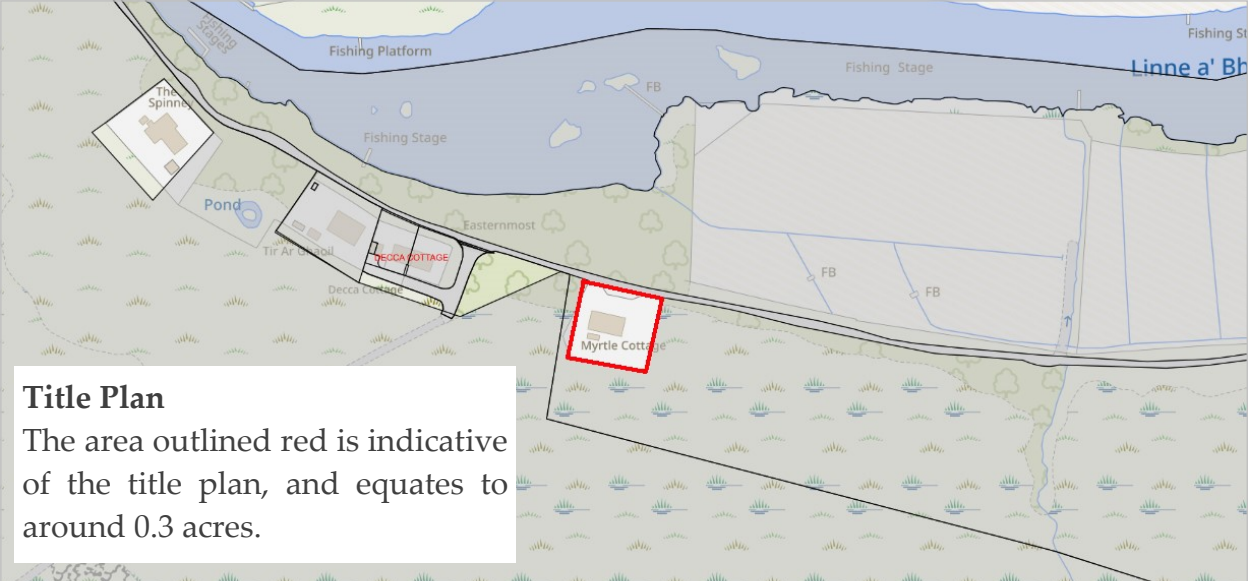 Fishing
Stages
Fishing Platform
Fishing St
Linne a' Bh
Fishing Stage
FB
The
Spinney
Fishing Stage
Pond
Easternmost
Tir Ar Ghaoil
DECCA COTTAGE
Decca Cottage
FB
FB
Myrtle Cottage
Title Plan
The area outlined red is indicative
of the title plan, and equates to
around 0.3 acres.